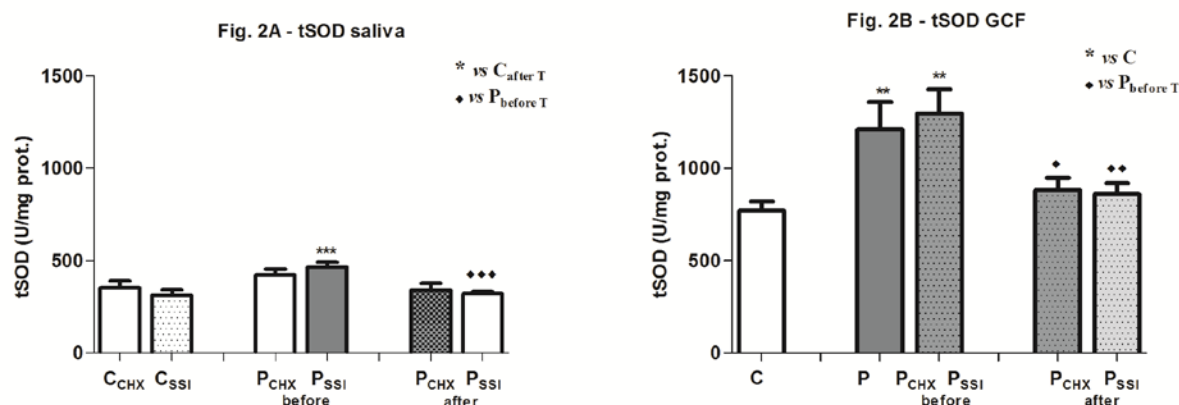 Fig. 2A - tSOD saliva
* vs C after T
◆ vs P before T
***
◆◆◆
tSOD (U/mg prot.)
1500
1000
500
0
C CHX C SSI P CHX P SSI P CHX P SSI
before after
Fig. 2B - tSOD GCF
* vs C
◆ vs P before T
** **
◆ ◆◆
tSOD (U/mg prot.)
1500
1000
500
0
C P P CHX P SSI P CHX P SSI
before after